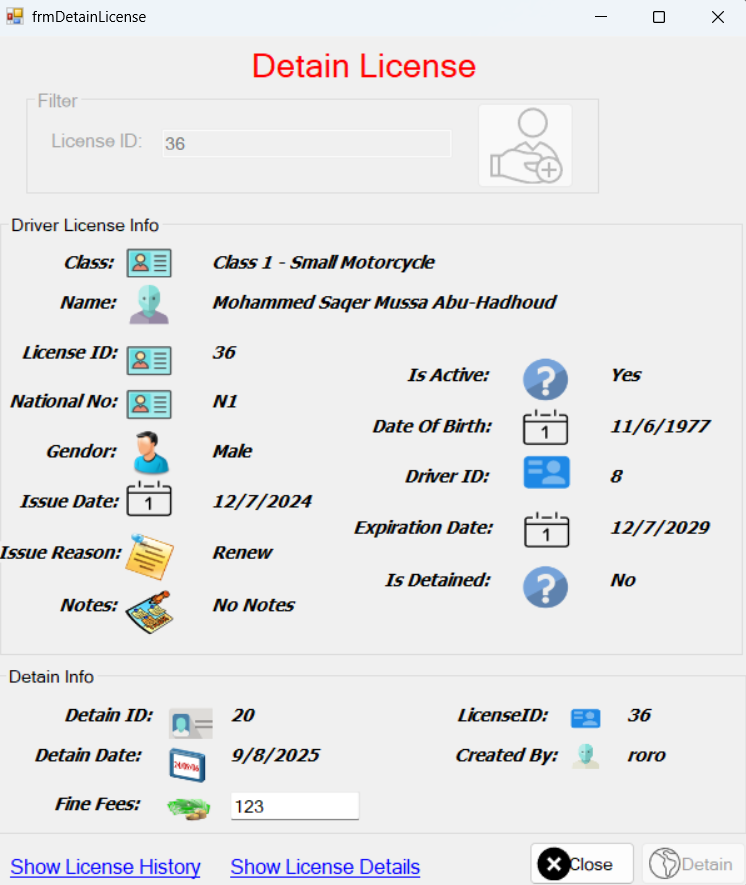 frmDetainLicense
Detain License
Filter
License ID: 36
Driver License Info
Class: Class 1 - Small Motorcycle
Name: Mohammed Saqer Mussa Abu-Hadhoud
License ID: 36
Is Active: Yes
National No: N1
Date Of Birth: 11/6/1977
Gendor: Male
Driver ID: 8
Issue Date: 1 12/7/2024
Expiration Date: 1 12/7/2029
Issue Reason: Renew
Is Detained: No
Notes: No Notes
Detain Info
Detain ID: 20 LicenseID: 36
Detain Date: 9/8/2025 Created By: roro
Fine Fees: 123
Show License History Show License Details Close Detain